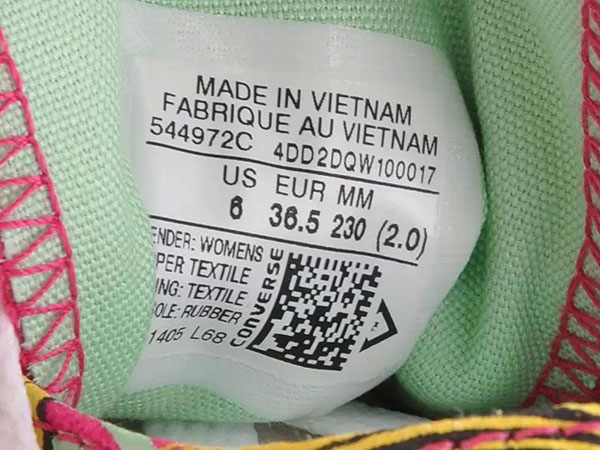 MADE IN VIETNAM
FABRIQUE AU VIETNAM
544972C 4DD2DQW100017
US EUR MM
6 36.5 230 (2.0)
ENDER: WOMENS
PER TEXTILE
NG: TEXTILE
OLE: RUBBER
1405 L68
CONVERSE